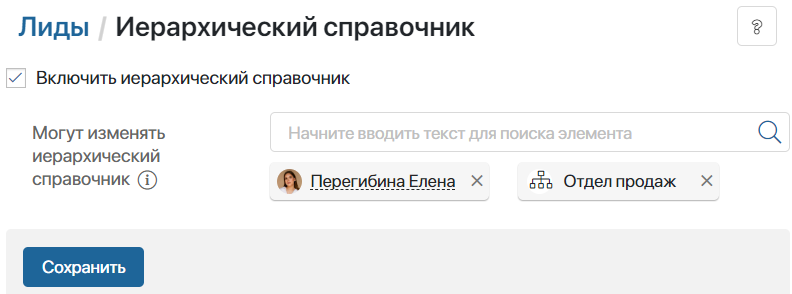 Лиды / Иерархический справочник
?
Включить иерархический справочник
Могут изменять
иерархический
справочник
Начните вводить текст для поиска элемента
Перегибина Елена
Отдел продаж
Сохранить